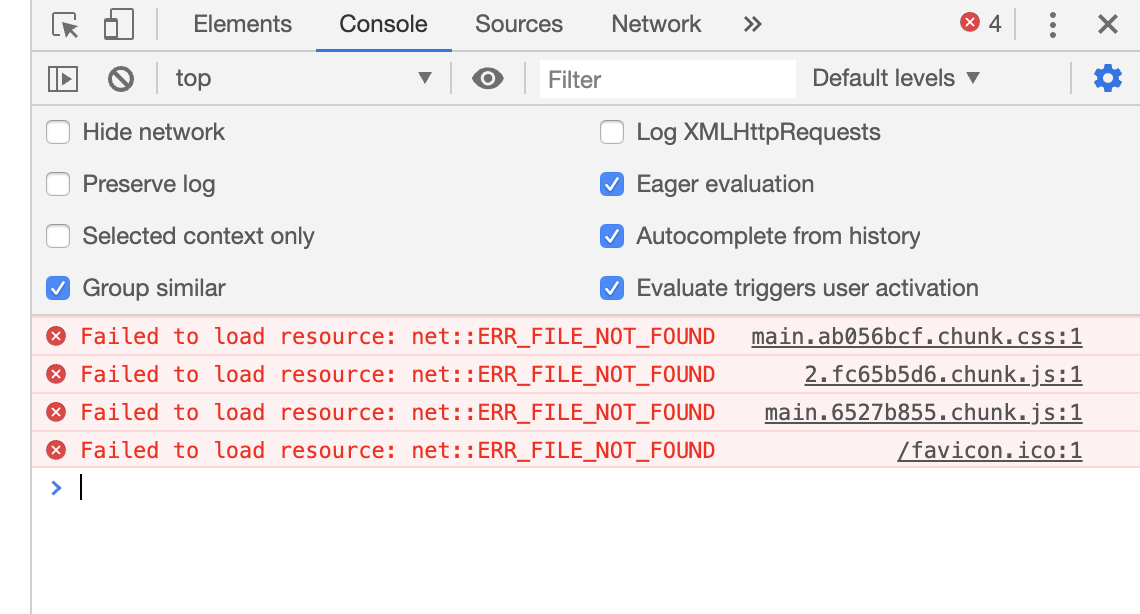 Elements Console Sources Network » 4
top Filter Default levels
Hide network Log XMLHttpRequests
Preserve log Eager evaluation
Selected context only Autocomplete from history
Group similar Evaluate triggers user activation
Failed to load resource: net::ERR_FILE_NOT_FOUND main.ab056bcf.chunk.css:1
Failed to load resource: net::ERR_FILE_NOT_FOUND 2.fc65b5d6.chunk.js:1
Failed to load resource: net::ERR_FILE_NOT_FOUND main.6527b855.chunk.js:1
Failed to load resource: net::ERR_FILE_NOT_FOUND /favicon.ico:1